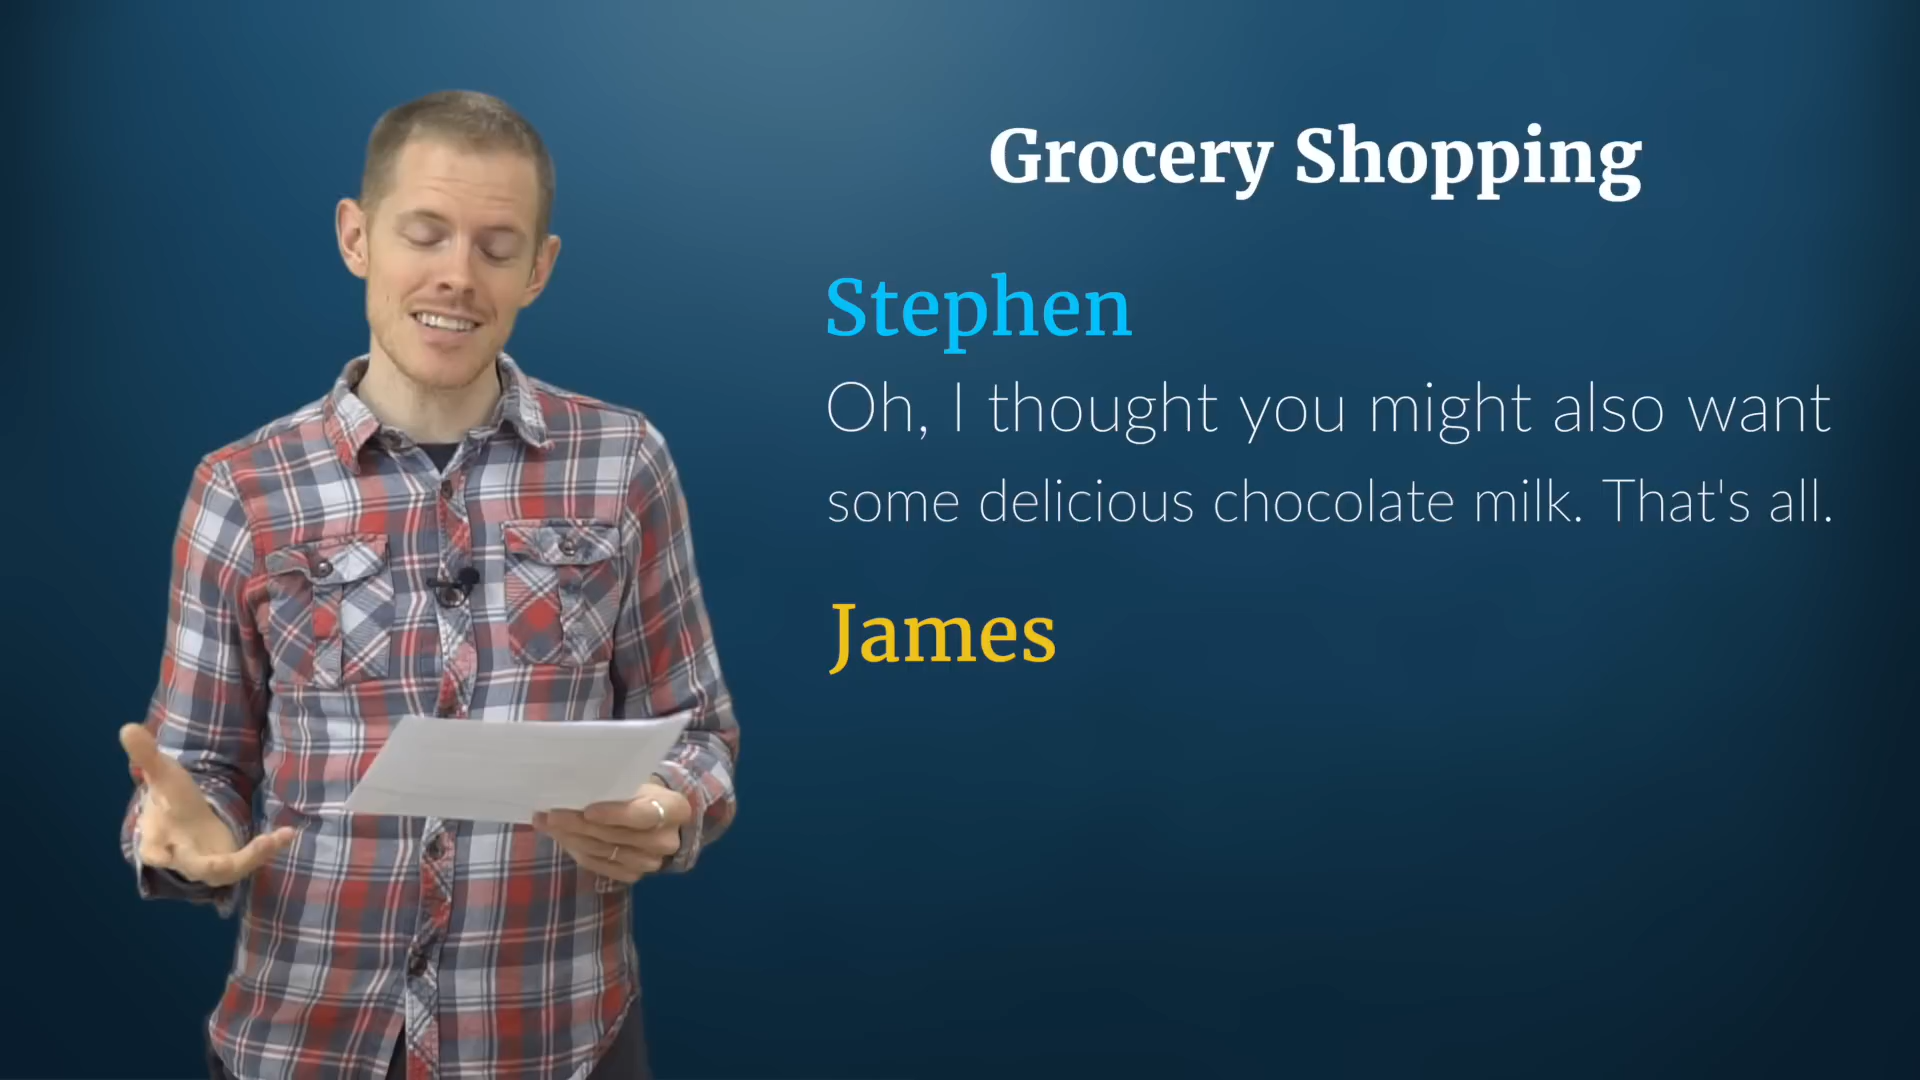 Grocery Shopping
Stephen
Oh, I thought you might also want
some delicious chocolate milk. That's all.
James